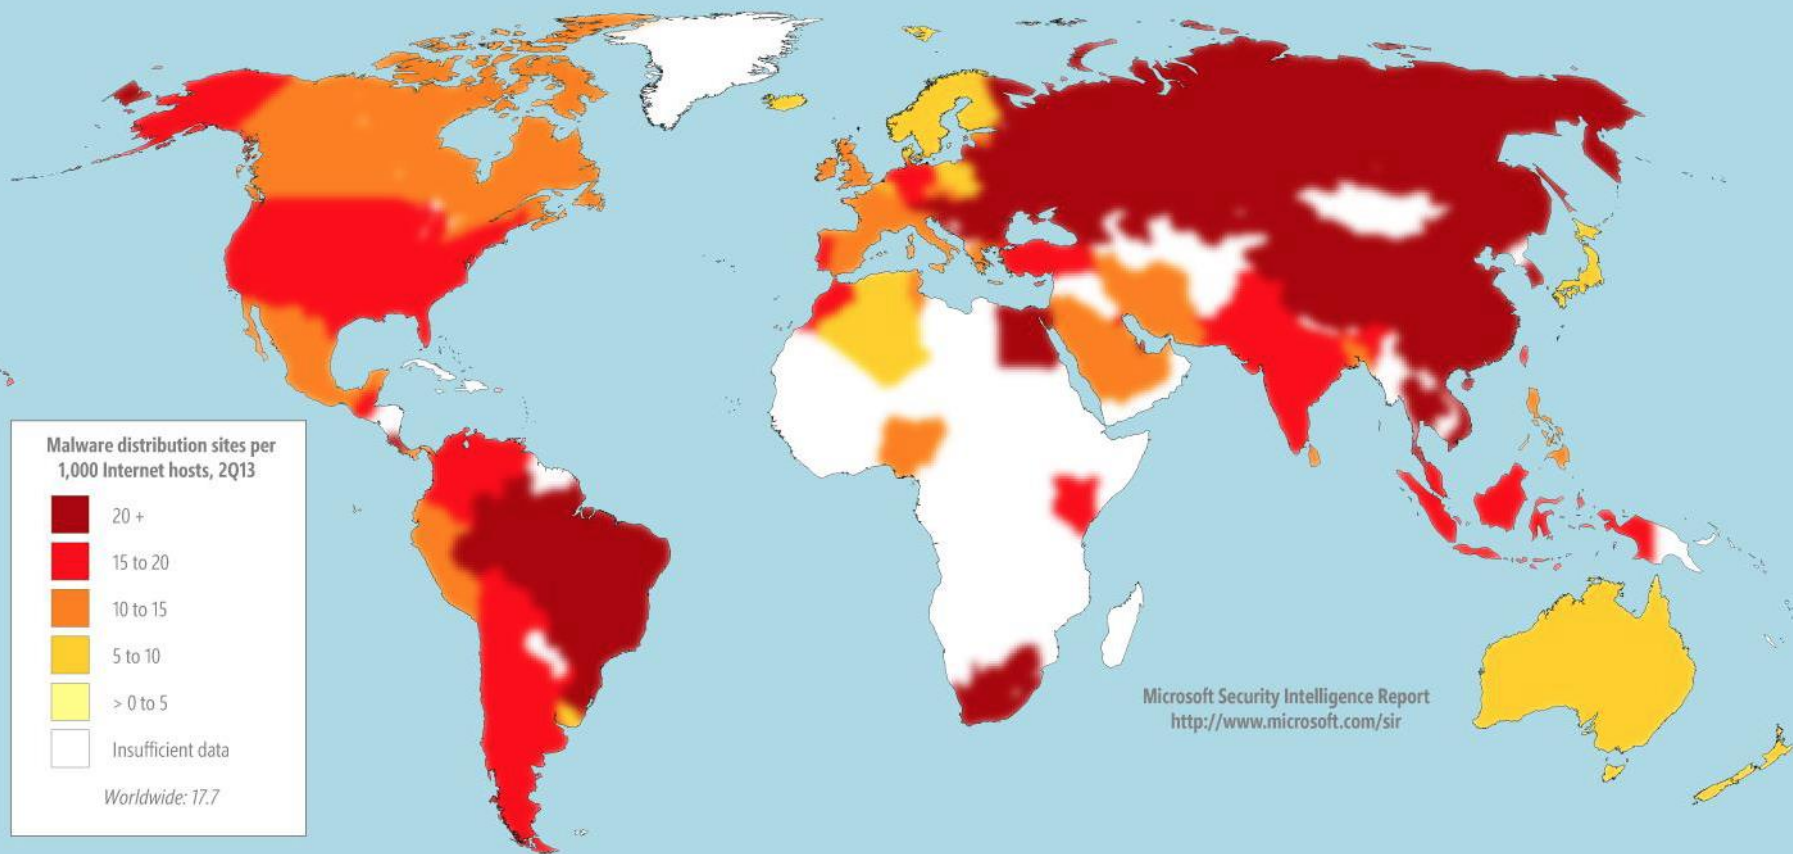 Malware distribution sites per
1,000 Internet hosts, 2Q13
20 +
15 to 20
10 to 15
5 to 10
> 0 to 5
Insufficient data
Worldwide: 17.7
Microsoft Security Intelligence Report
http://www.microsoft.com/sir